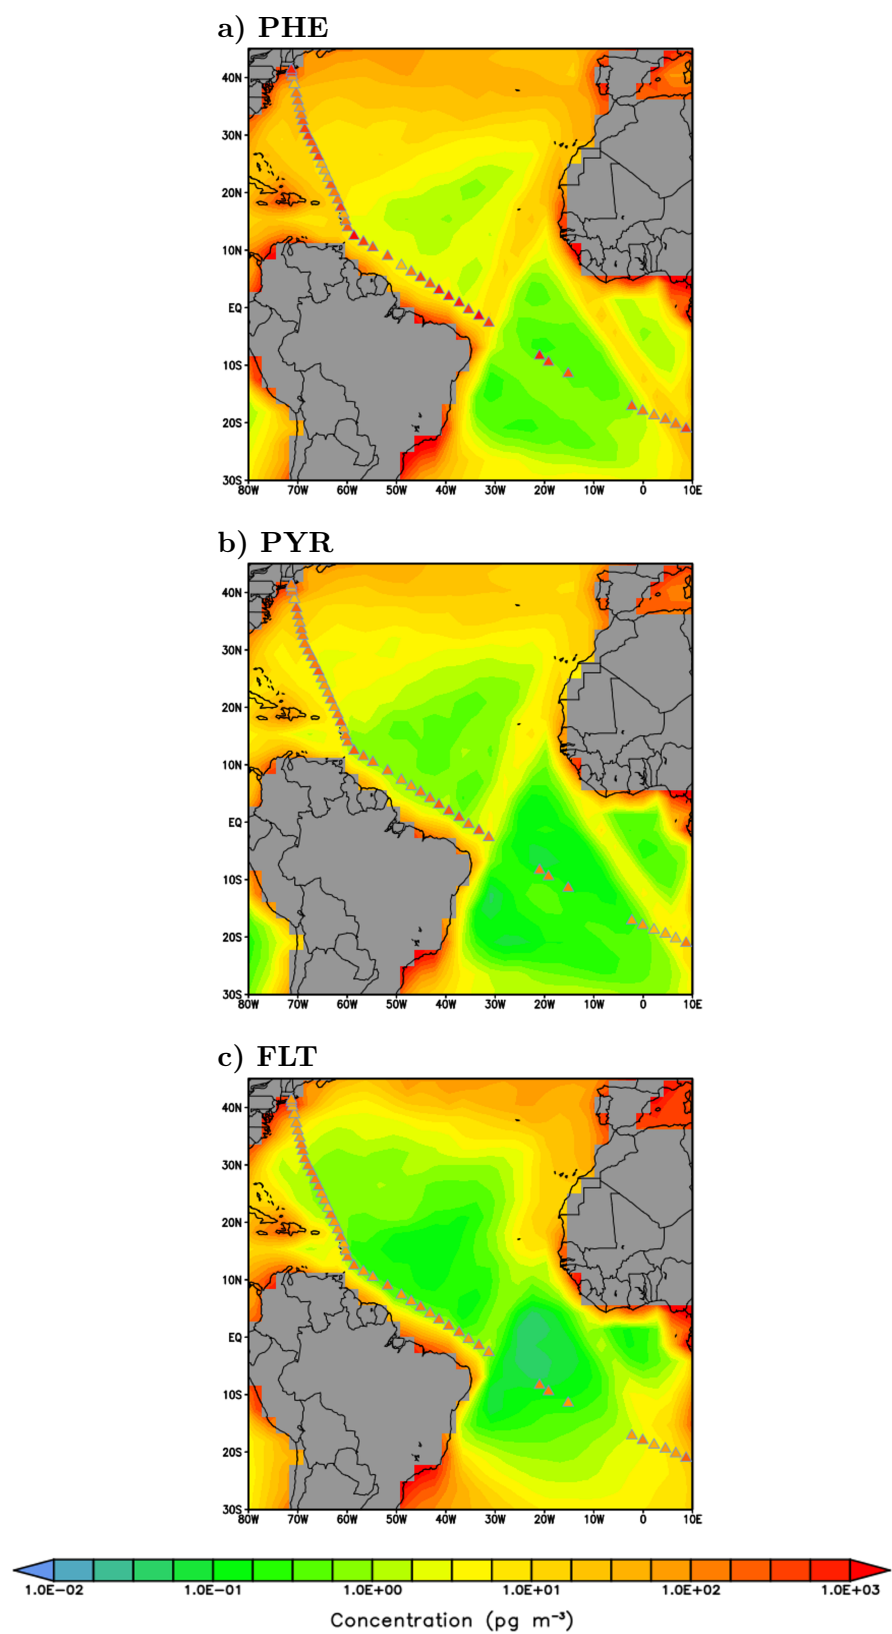 a) PHE
40N
30N
20N
10N
EQ
10S
20S
30S
80W 70W 60W 50W 40W 30W 20W 10W 0 10E
b) PYR
40N
30N
20N
10N
EQ
10S
20S
30S
80W 70W 60W 50W 40W 30W 20W 10W 0 10E
c) FLT
40N
30N
20N
10N
EQ
10S
20S
30S
80W 70W 60W 50W 40W 30W 20W 10W 0 10E
1.0E-02 1.0E-01 1.0E+00 1.0E+01 1.0E+02 1.0E+03
Concentration (pg m⁻³)